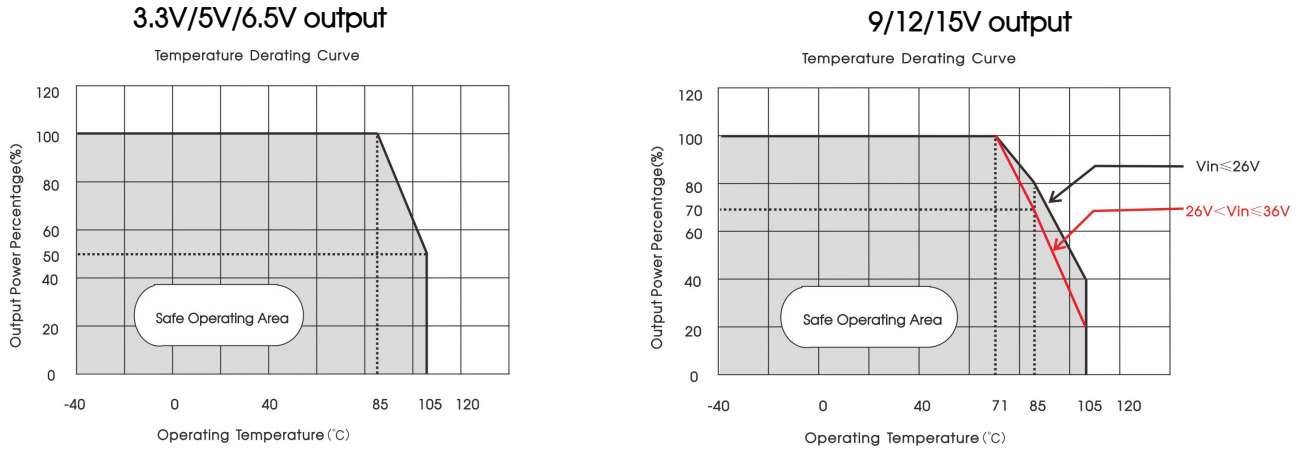 3.3V/5V/6.5V output
Temperature Derating Curve
Output Power Percentage(%)
120
100
80
60
50
40
20
0
Safe Operating Area
-40 0 40 85 105 120
Operating Temperature(°C)
9/12/15V output
Temperature Derating Curve
Output Power Percentage(%)
120
100
80
70
60
40
20
0
Vin≤26V
26V<Vin≤36V
Safe Operating Area
-40 0 40 71 85 105 120
Operating Temperature(°C)